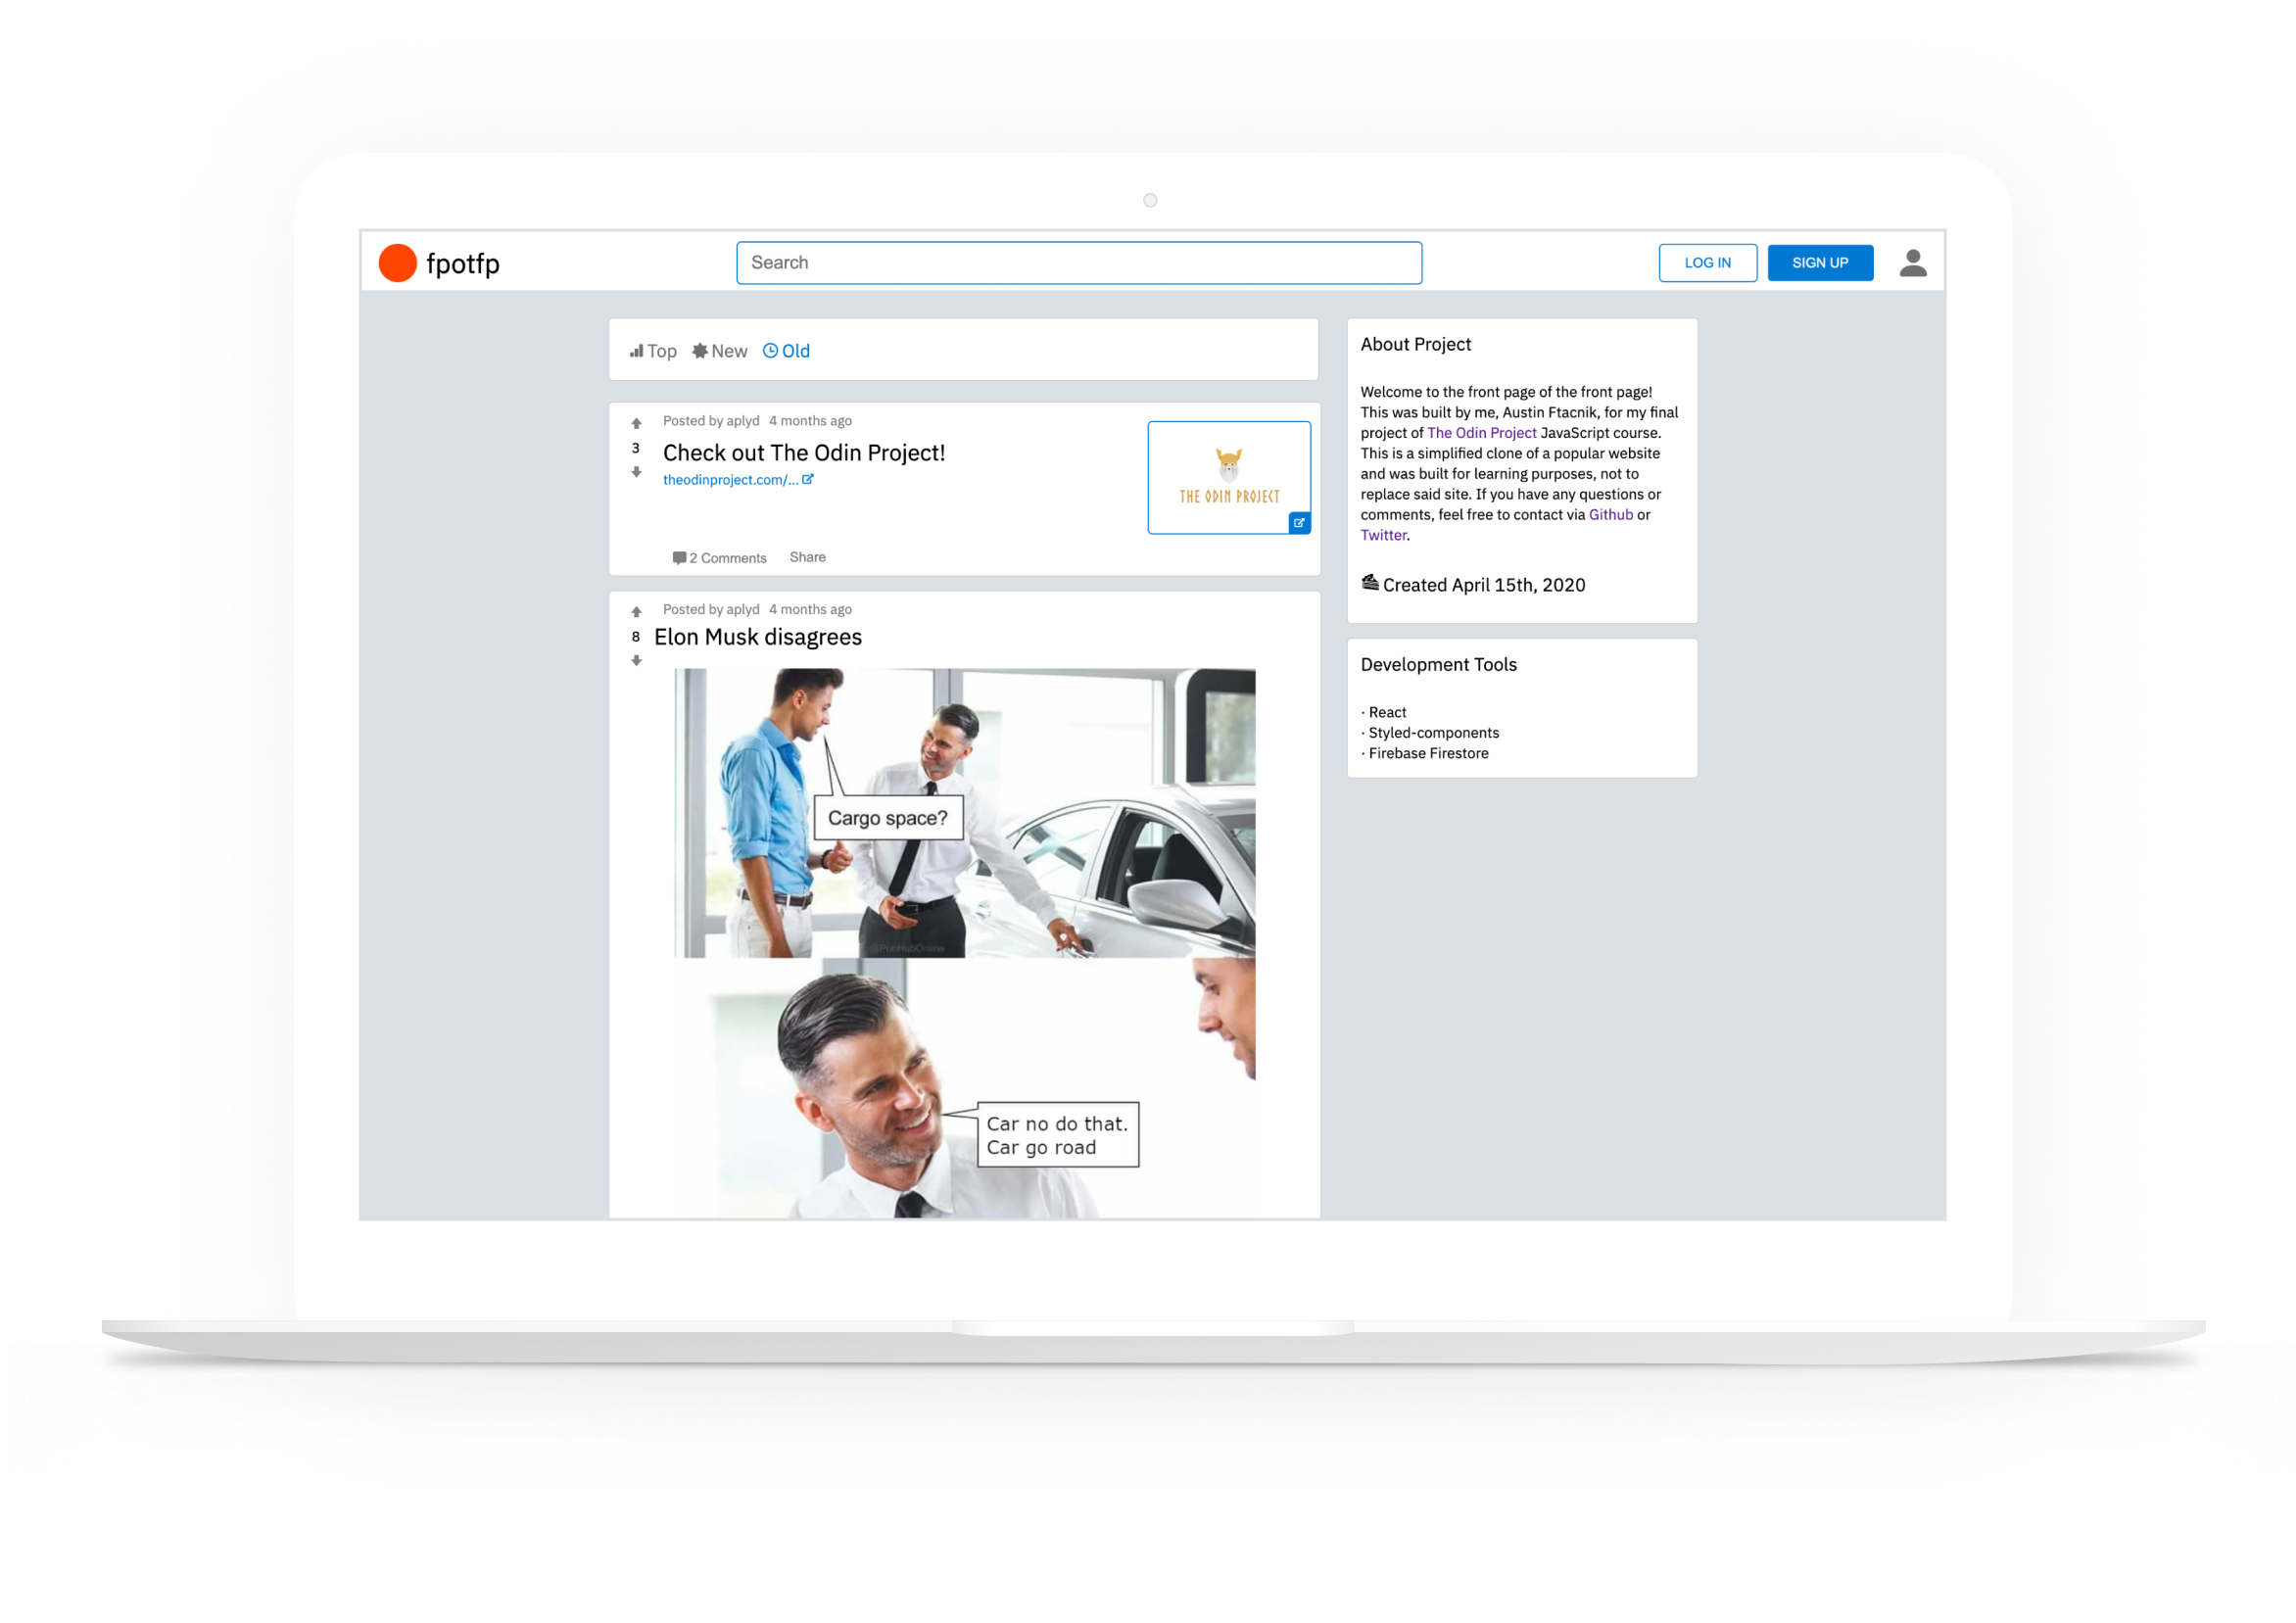 fpotfp
Search
LOG IN
SIGN UP
Top New Old
Posted by aplyd 4 months ago
3
Check out The Odin Project!
theodinproject.com/...
THE ODIN PROJECT
2 Comments Share
Posted by aplyd 4 months ago
8
Elon Musk disagrees
Cargo space?
@PunHubOnline
Car no do that.
Car go road
About Project
Welcome to the front page of the front page!
This was built by me, Austin Ftacnik, for my final
project of The Odin Project JavaScript course.
This is a simplified clone of a popular website
and was built for learning purposes, not to
replace said site. If you have any questions or
comments, feel free to contact via Github or
Twitter.
Created April 15th, 2020
Development Tools
· React
· Styled-components
· Firebase Firestore